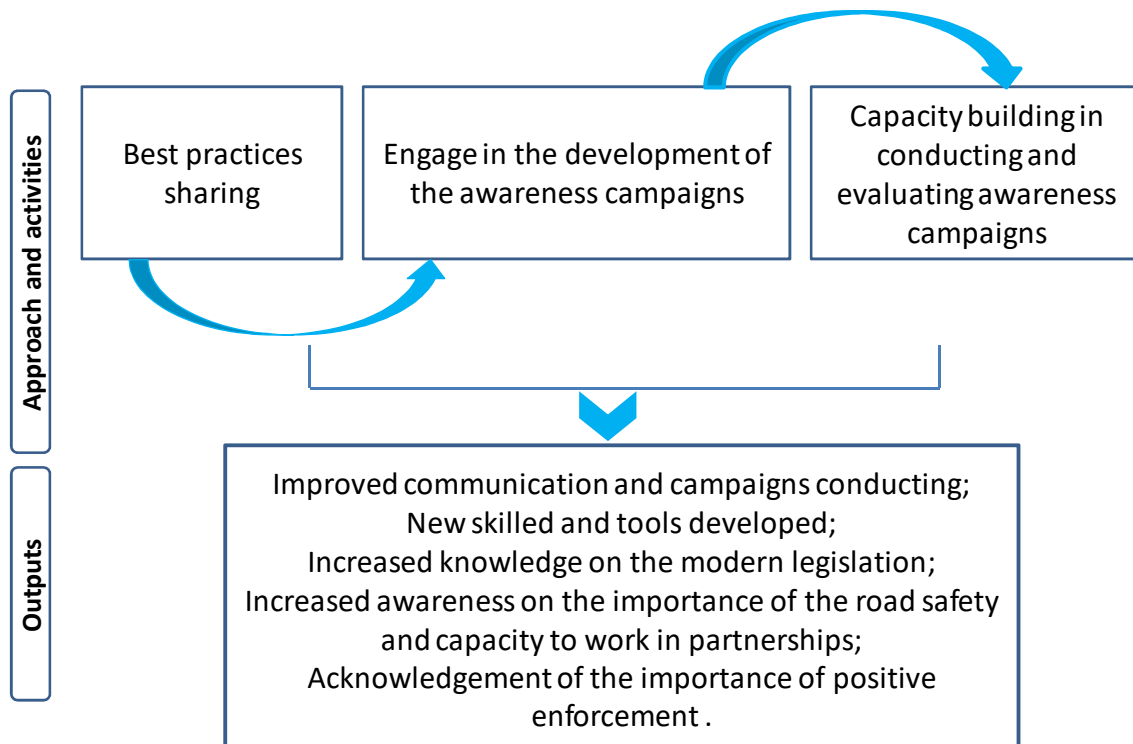 Approach and activities
Best practices
sharing
Engage in the development of
the awareness campaigns
Capacity building in
conducting and
evaluating awareness
campaigns
Outputs
Improved communication and campaigns conducting;
New skilled and tools developed;
Increased knowledge on the modern legislation;
Increased awareness on the importance of the road safety
and capacity to work in partnerships;
Acknowledgement of the importance of positive
enforcement .